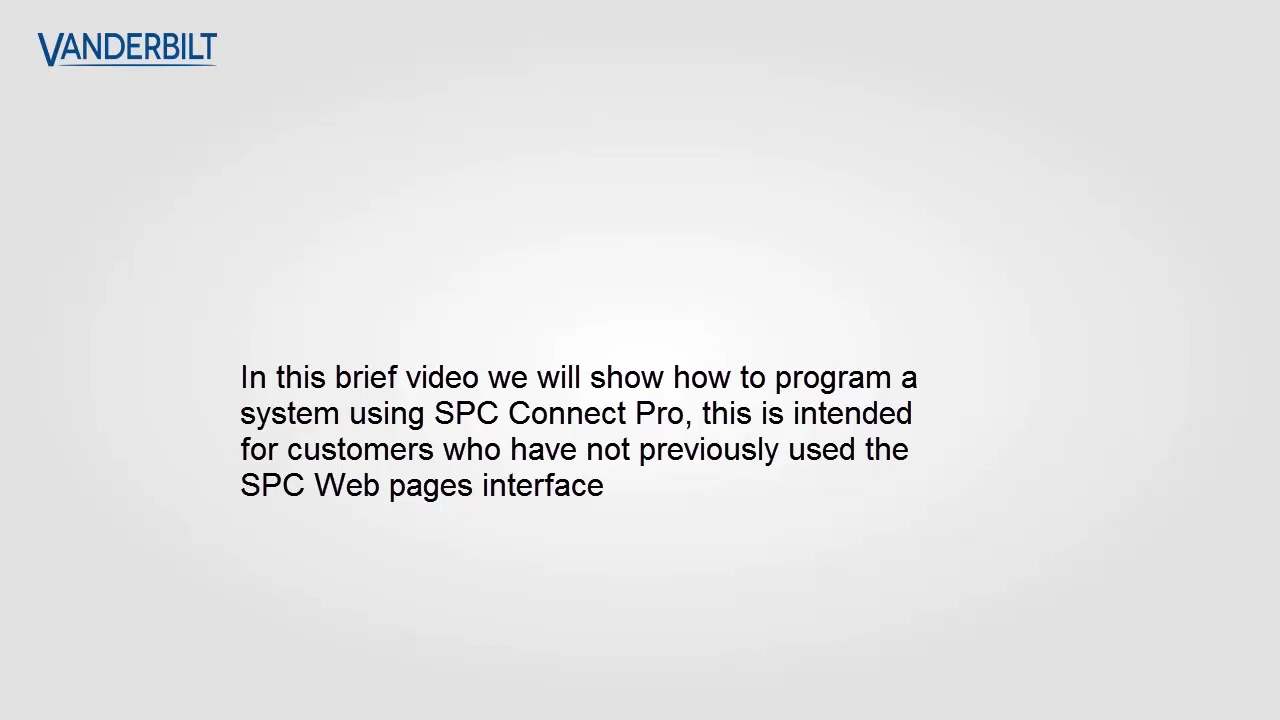 VANDERBILT
In this brief video we will show how to program a
system using SPC Connect Pro, this is intended
for customers who have not previously used the
SPC Web pages interface